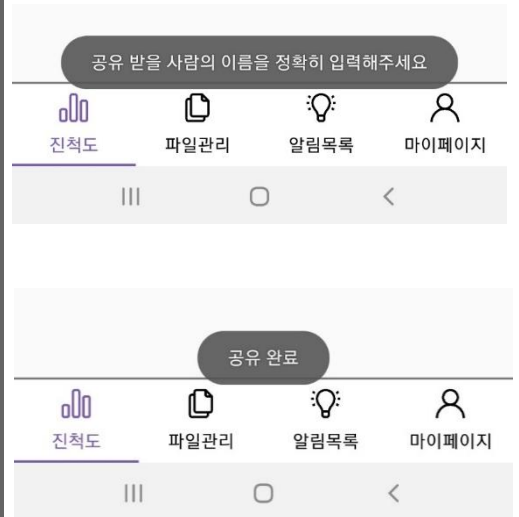 공유 받을 사람의 이름을 정확히 입력해주세요
진척도 파일관리 알림목록 마이페이지
공유 완료
진척도 파일관리 알림목록 마이페이지